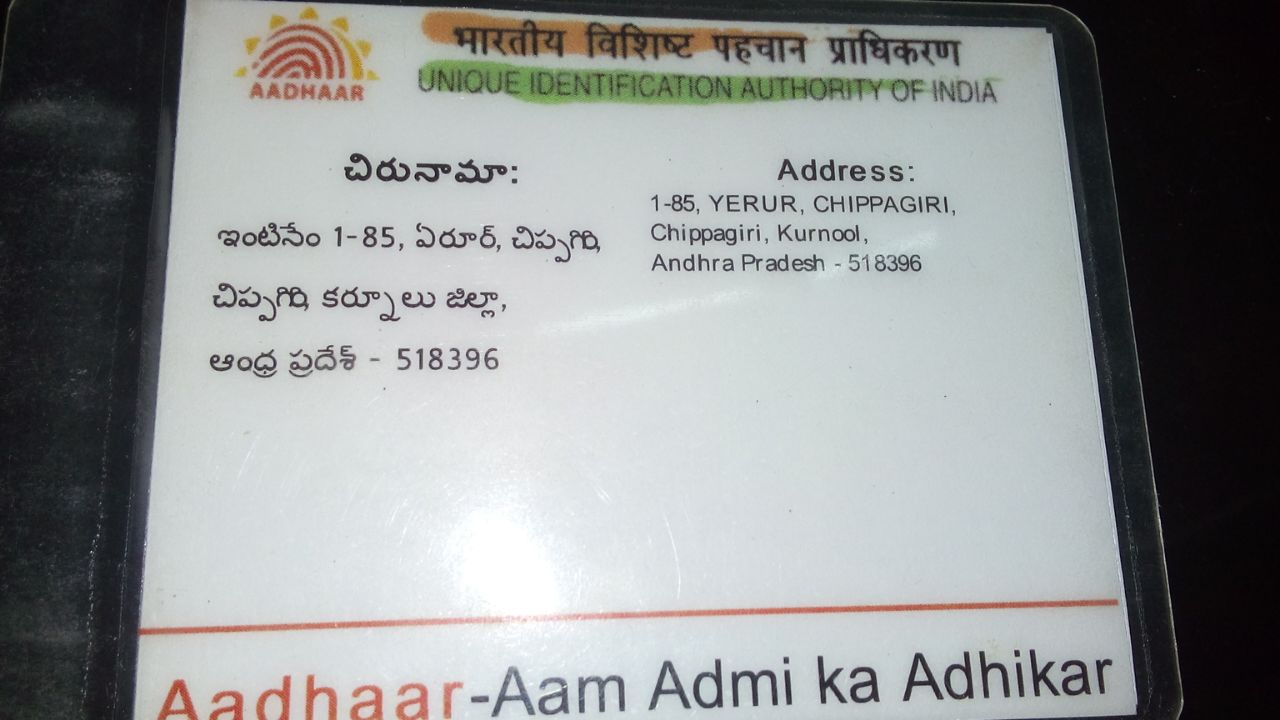 भारतीय विशिष्ट पहचान प्राधिकरण
AADHAAR
UNIQUE IDENTIFICATION AUTHORITY OF INDIA
చిరునామా:
ఇంటినేం 1-85, ఏరూర్, చిప్పగిరి,
చిప్పగిరి, కర్నూలు జిల్లా,
ఆంధ్ర ప్రదేశ్ - 518396
Address:
1-85, YERUR, CHIPPAGIRI,
Chippagiri, Kurnool,
Andhra Pradesh - 518396
Aadhaar-Aam Admi ka Adhikar